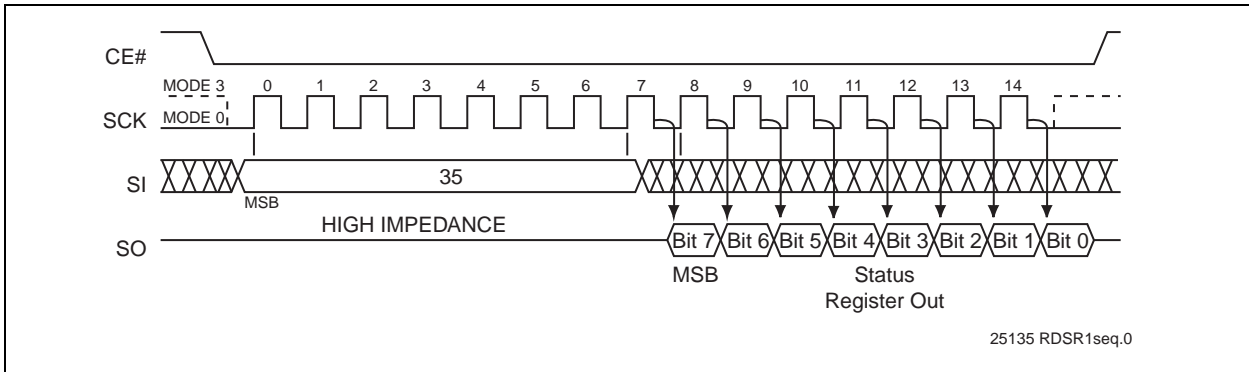 CE#
MODE 3 0 1 2 3 4 5 6 7 8 9 10 11 12 13 14
SCK MODE 0
SI 35
MSB
HIGH IMPEDANCE
SO Bit 7 Bit 6 Bit 5 Bit 4 Bit 3 Bit 2 Bit 1 Bit 0
MSB Status
Register Out
25135 RDSR1seq.0